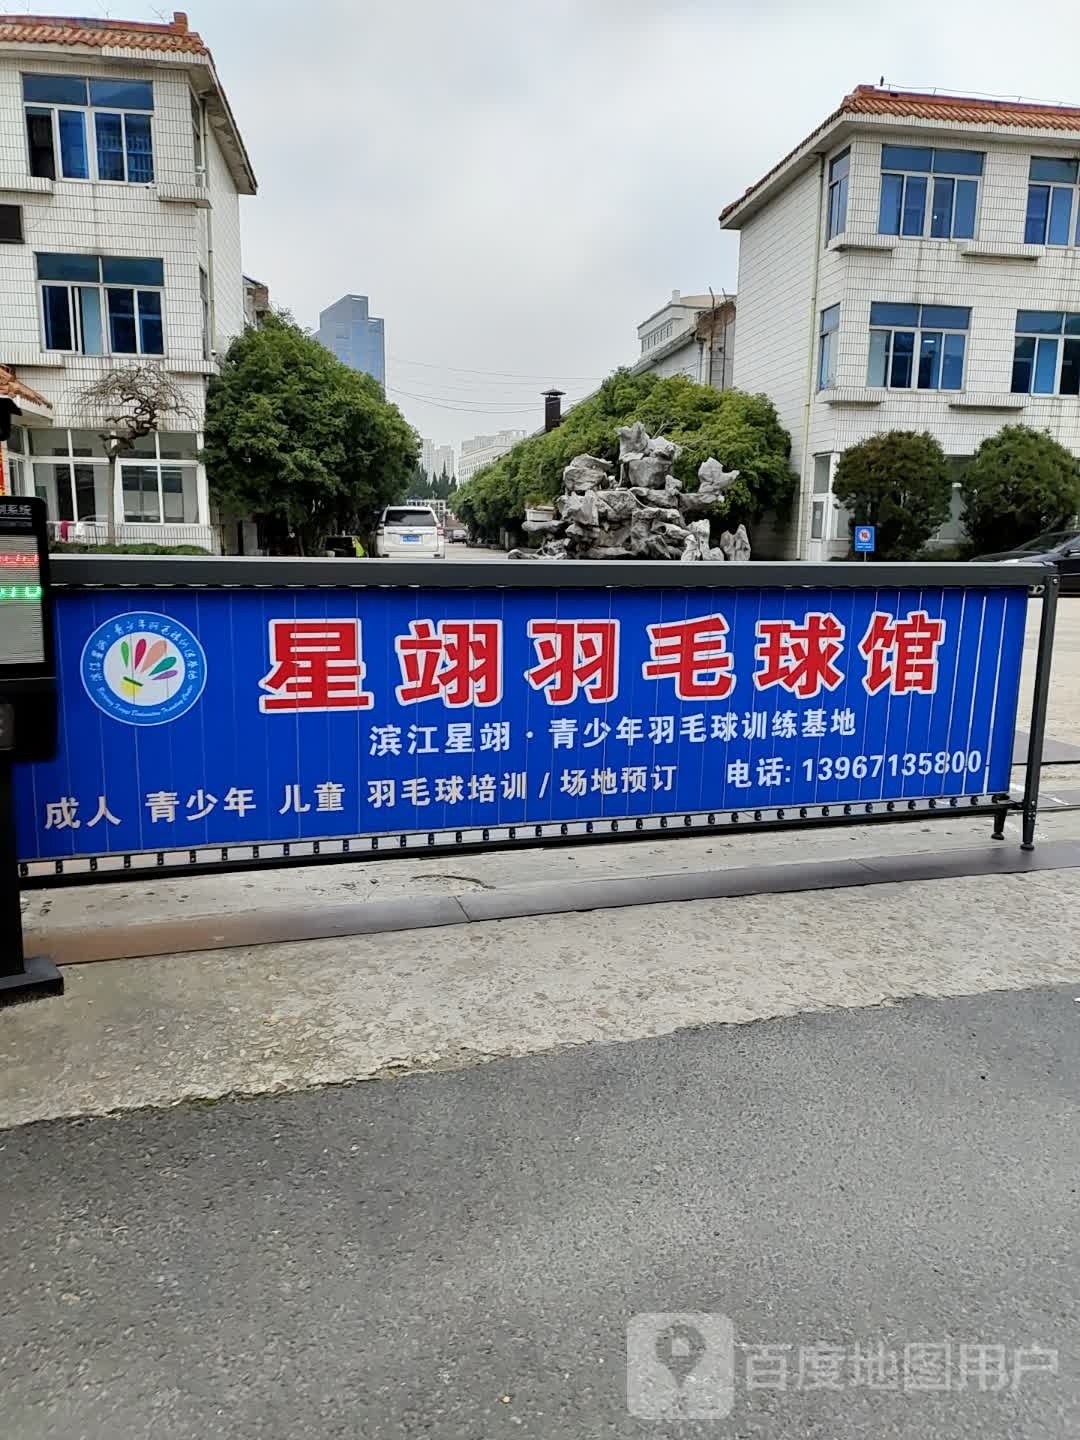 星翊羽毛球馆
滨江星翊·青少年羽毛球训练基地
成人 青少年 儿童 羽毛球培训/场地预订 电话: 13967135800
百度地图用户